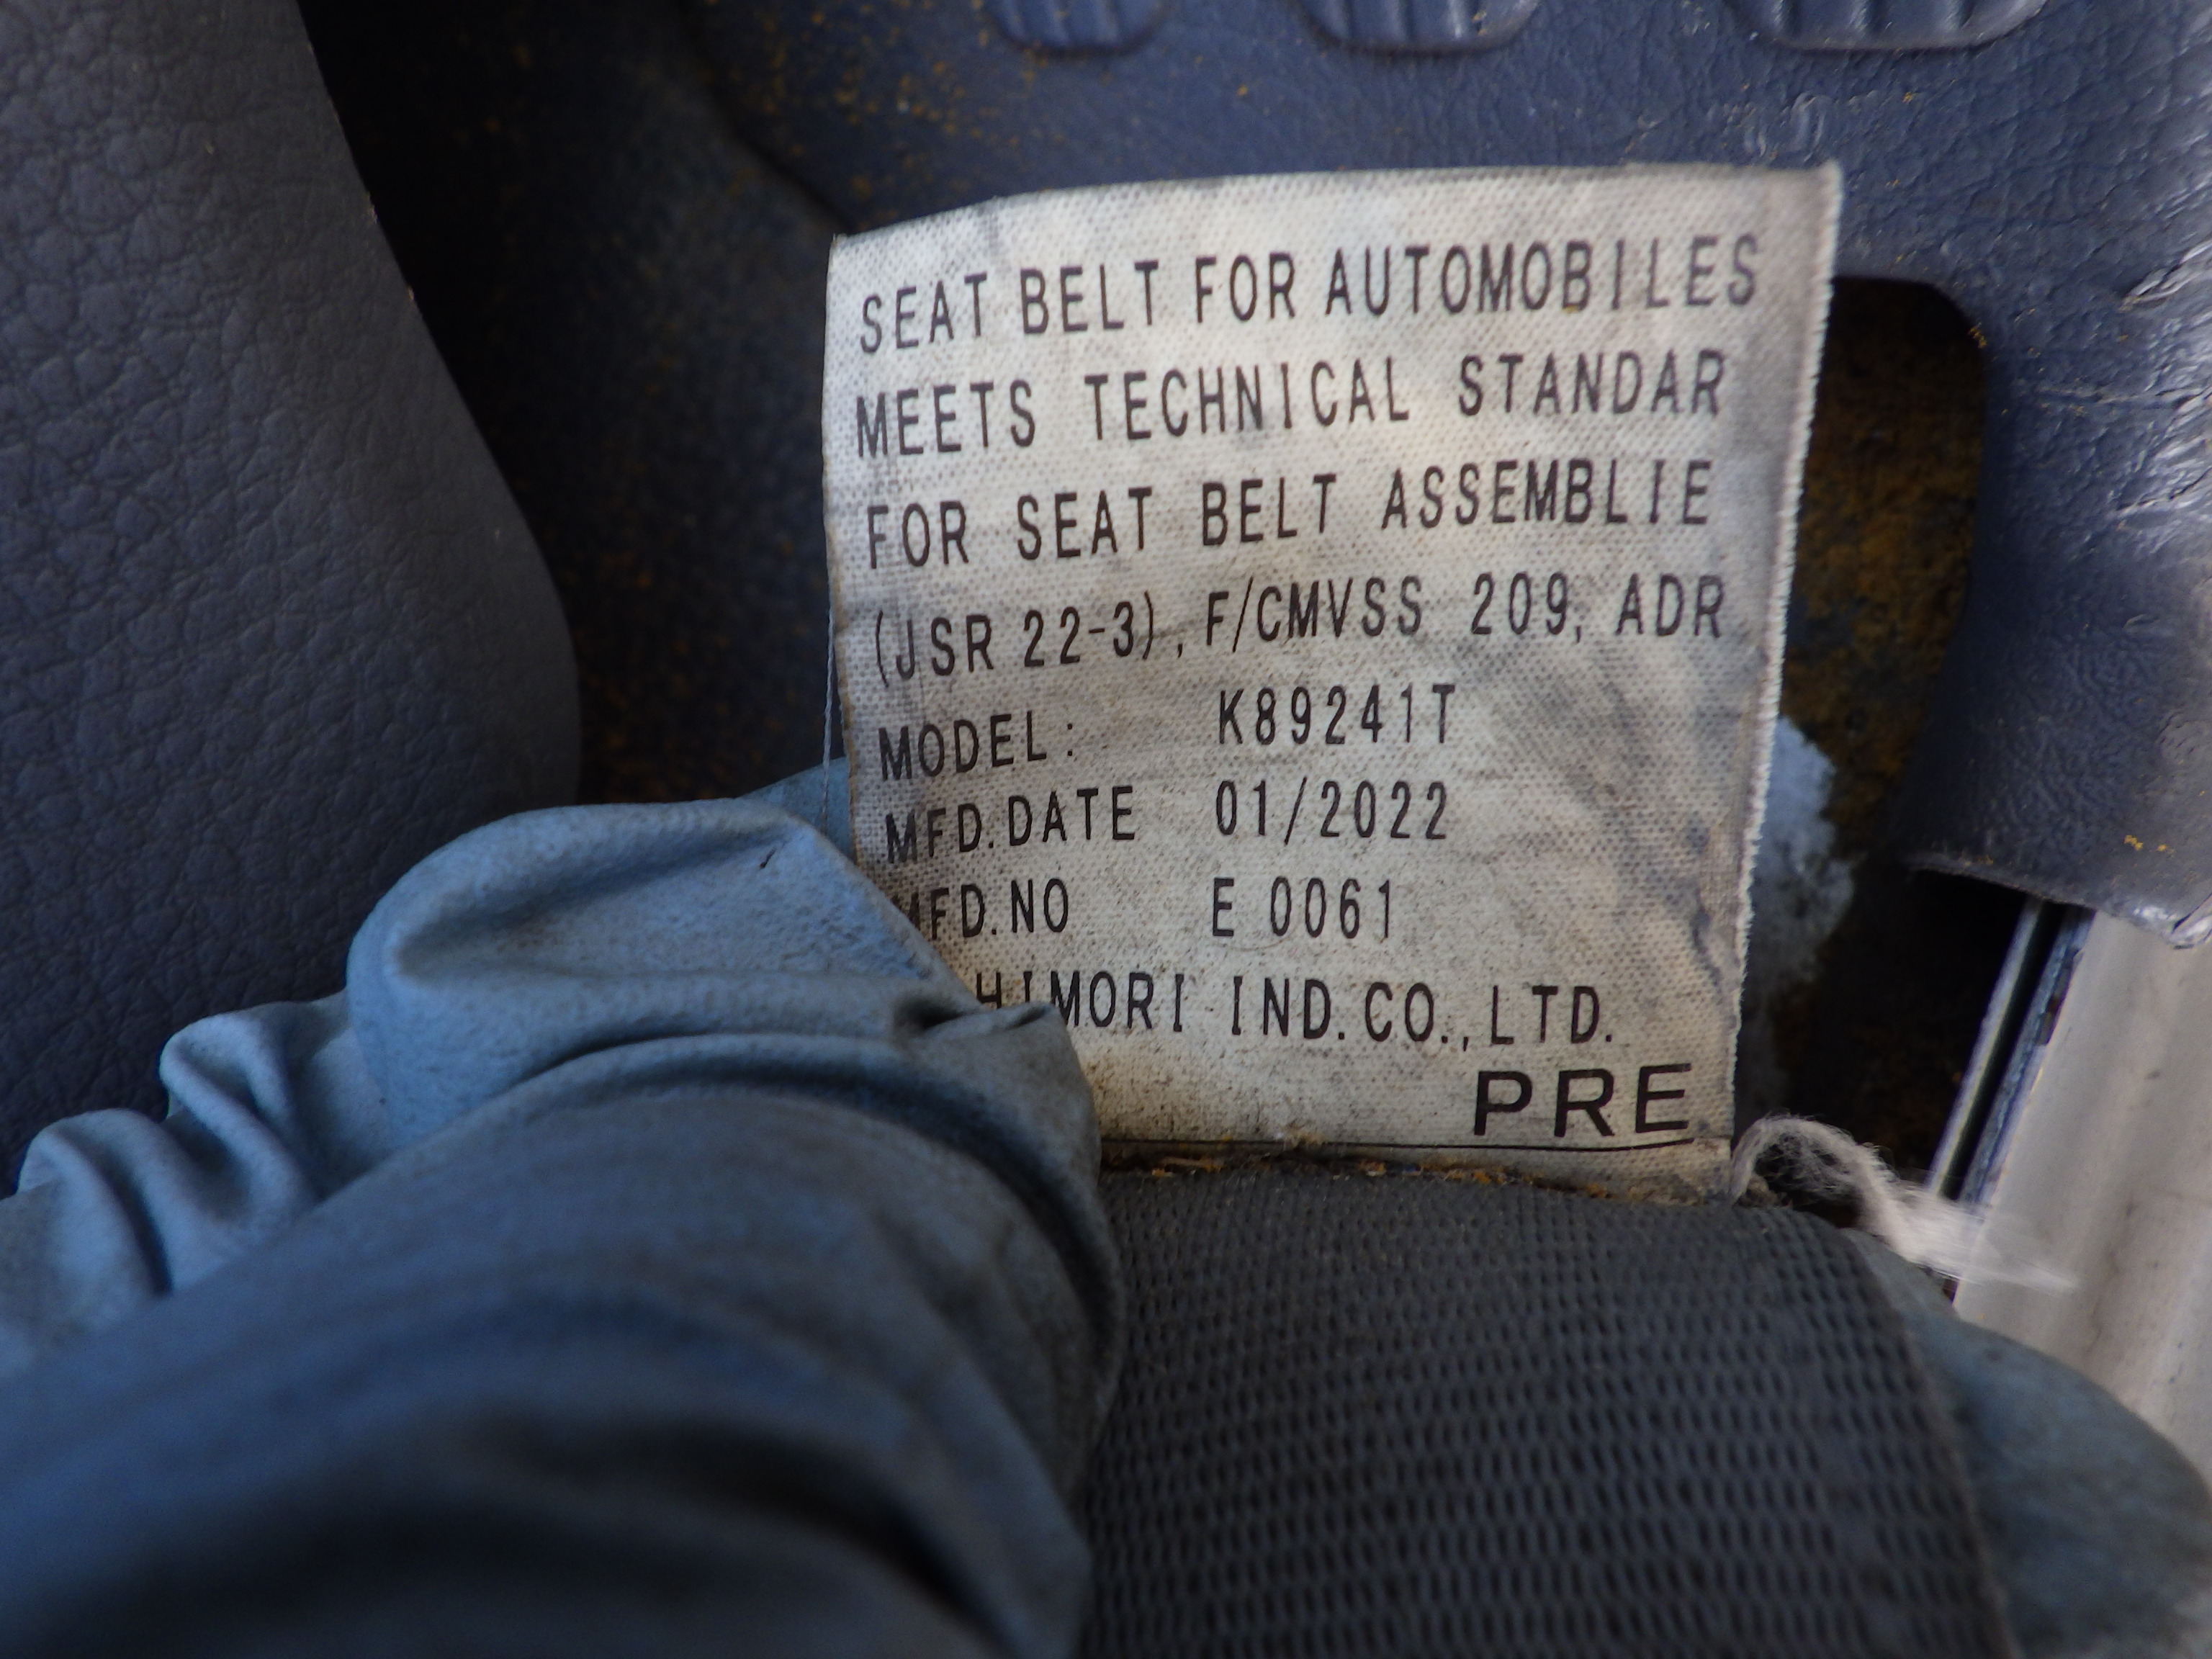 SEAT BELT FOR AUTOMOBILES
MEETS TECHNICAL STANDAR
FOR SEAT BELT ASSEMBLIE
(JSR 22-3), F/CMVSS 209, ADR
MODEL: K89241T
MFD.DATE 01/2022
MFD.NO E 0061
HIMORI IND.CO.,LTD.
PRE